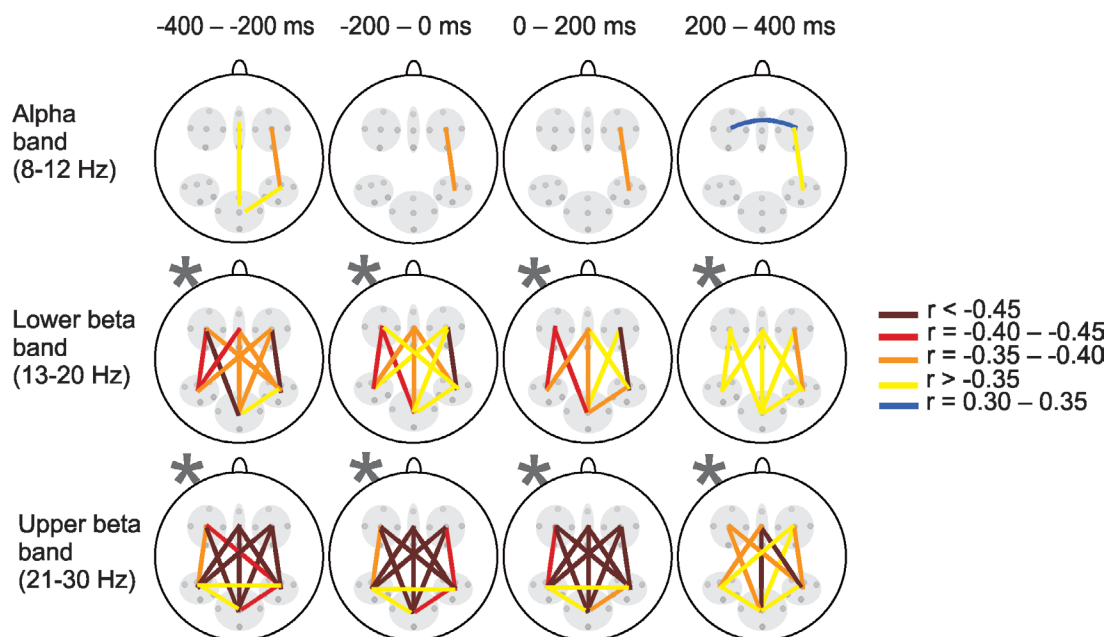 -400 – -200 ms
-200 – 0 ms
0 – 200 ms
200 – 400 ms
Alpha
band
(8-12 Hz)
*
*
*
*
Lower beta
band
(13-20 Hz)
r < -0.45
r = -0.40 – -0.45
r = -0.35 – -0.40
r > -0.35
r = 0.30 – 0.35
*
*
*
*
Upper beta
band
(21-30 Hz)